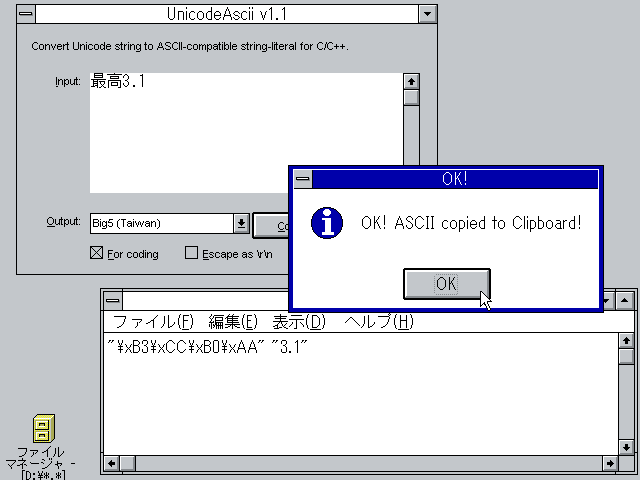 UnicodeAscii v1.1
Convert Unicode string to ASCII-compatible string-literal for C/C++.
Input:
最高3.1
OK!
OK! ASCII copied to Clipboard!
OK
Output:
Big5 (Taiwan)
Co
For coding
Escape as \r\n
ファイル(F) 編集(E) 表示(D) ヘルプ(H)
"¥xB3¥xCC¥xB0¥xAA" "3.1"
ファイル
マネージャ -
[D:¥*.*]